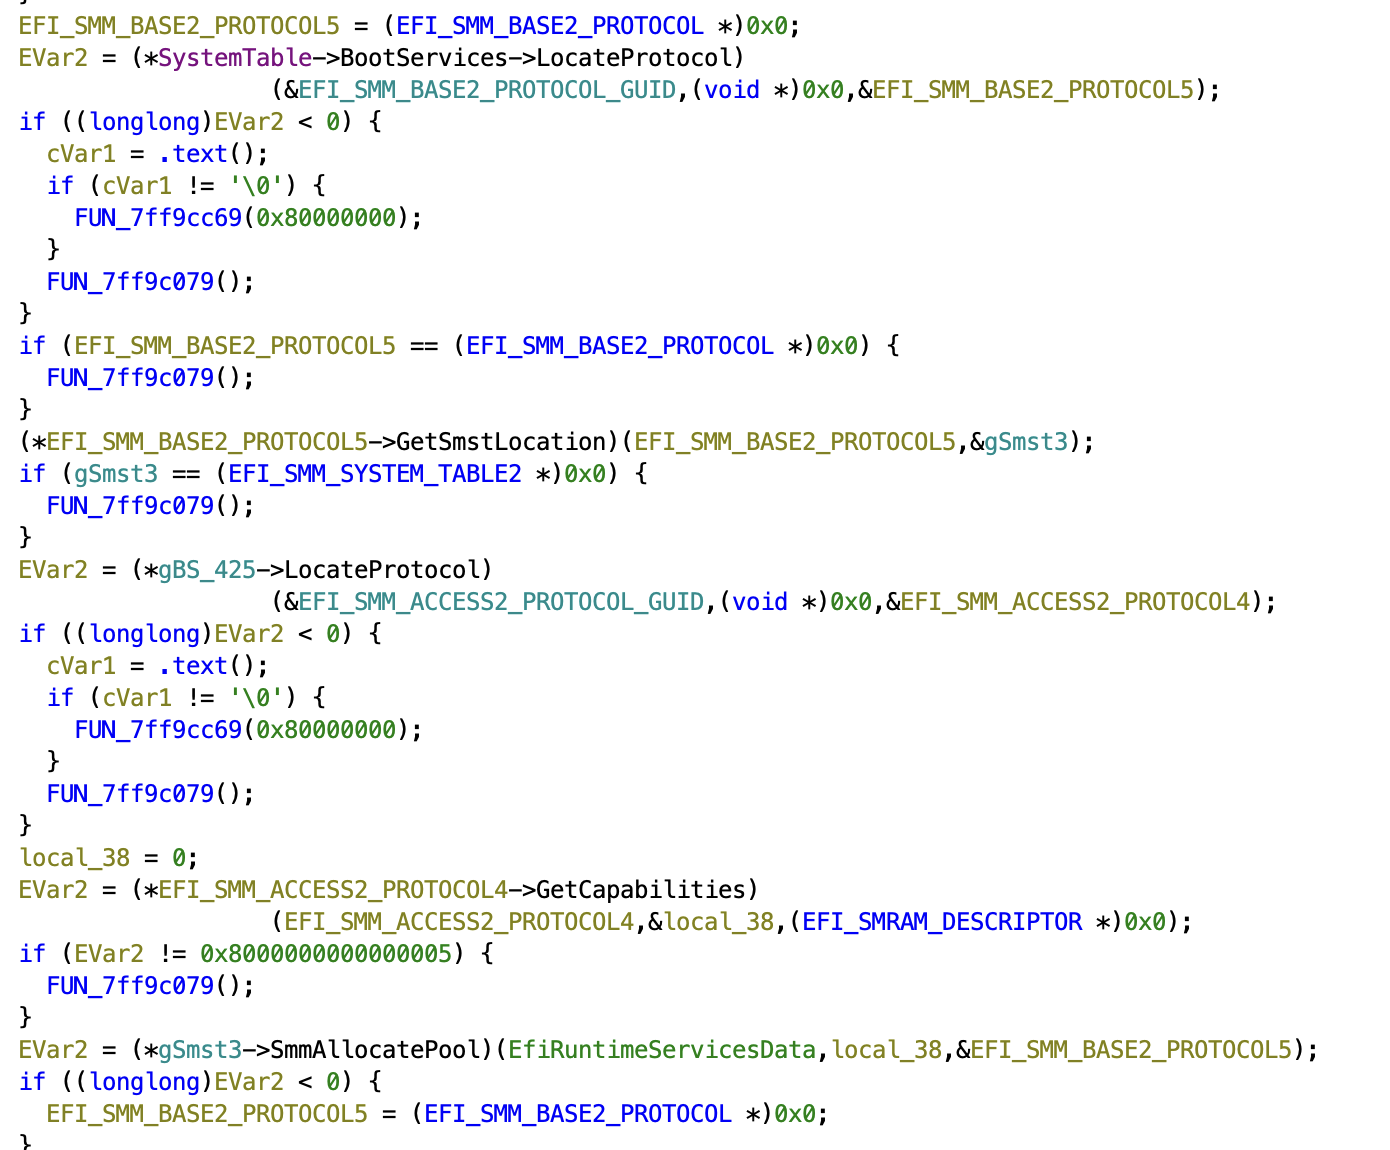 }
EFI_SMM_BASE2_PROTOCOL5 = (EFI_SMM_BASE2_PROTOCOL *)0x0;
EVar2 = (*SystemTable->BootServices->LocateProtocol)
(&EFI_SMM_BASE2_PROTOCOL_GUID,(void *)0x0,&EFI_SMM_BASE2_PROTOCOL5);
if ((longlong)EVar2 < 0) {
cVar1 = .text();
if (cVar1 != '\0') {
FUN_7ff9cc69(0x80000000);
}
FUN_7ff9c079();
}
if (EFI_SMM_BASE2_PROTOCOL5 == (EFI_SMM_BASE2_PROTOCOL *)0x0) {
FUN_7ff9c079();
}
(*EFI_SMM_BASE2_PROTOCOL5->GetSmstLocation)(EFI_SMM_BASE2_PROTOCOL5,&gSmst3);
if (gSmst3 == (EFI_SMM_SYSTEM_TABLE2 *)0x0) {
FUN_7ff9c079();
}
EVar2 = (*gBS_425->LocateProtocol)
(&EFI_SMM_ACCESS2_PROTOCOL_GUID,(void *)0x0,&EFI_SMM_ACCESS2_PROTOCOL4);
if ((longlong)EVar2 < 0) {
cVar1 = .text();
if (cVar1 != '\0') {
FUN_7ff9cc69(0x80000000);
}
FUN_7ff9c079();
}
local_38 = 0;
EVar2 = (*EFI_SMM_ACCESS2_PROTOCOL4->GetCapabilities)
(EFI_SMM_ACCESS2_PROTOCOL4,&local_38,(EFI_SMRAM_DESCRIPTOR *)0x0);
if (EVar2 != 0x8000000000000005) {
FUN_7ff9c079();
}
EVar2 = (*gSmst3->SmmAllocatePool)(EfiRuntimeServicesData,local_38,&EFI_SMM_BASE2_PROTOCOL5);
if ((longlong)EVar2 < 0) {
EFI_SMM_BASE2_PROTOCOL5 = (EFI_SMM_BASE2_PROTOCOL *)0x0;
}